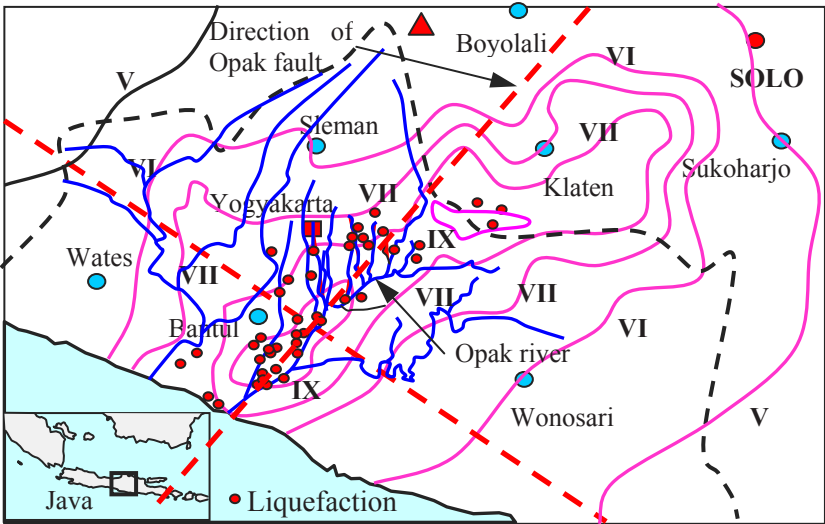 Direction of
Opak fault
Boyolali
VI
SOLO
V
Sleman
VII
VI
Klaten
Sukoharjo
Yogyakarta
VII
IX
Wates
VII
VII
VII
Bantul
VI
Opak river
IX
Wonosari
V
Java
Liquefaction